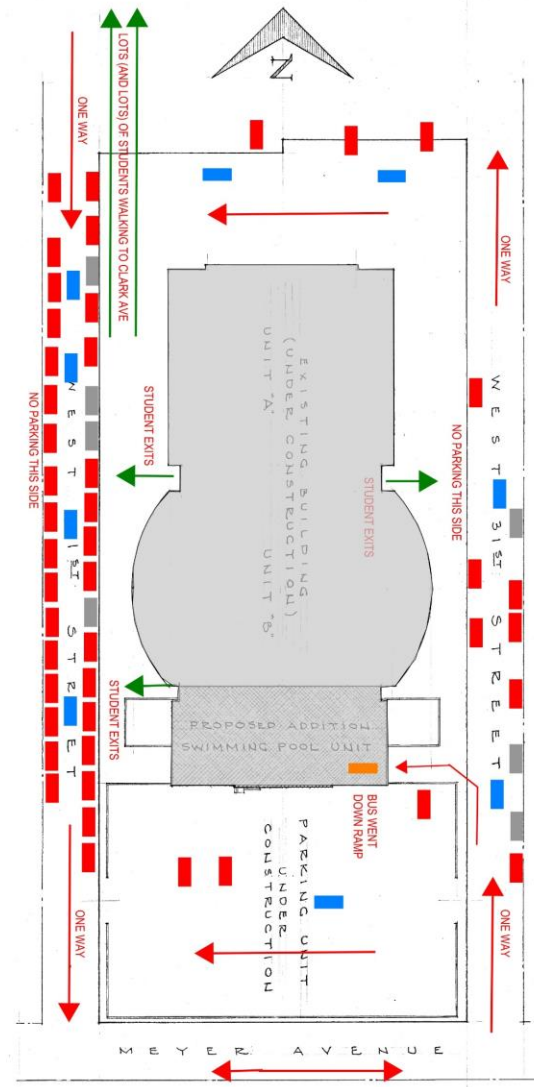 N
LOTS (AND LOTS) OF STUDENTS WALKING TO CLARK AVE
ONE WAY
ONE WAY
EXISTING BUILDING
(UNDER CONSTRUCTION)
UNIT "A" UNIT "B"
STUDENT EXITS
STUDENT EXITS
NO PARKING THIS SIDE
NO PARKING THIS SIDE
WEST 31ST STREET
WEST 1ST STREET
STUDENT EXITS
PROPOSED ADDITION
SWIMMING POOL UNIT
BUS WENT
DOWN RAMP
PARKING UNIT
UNDER
CONSTRUCTION
ONE WAY
ONE WAY
MEYER AVENUE